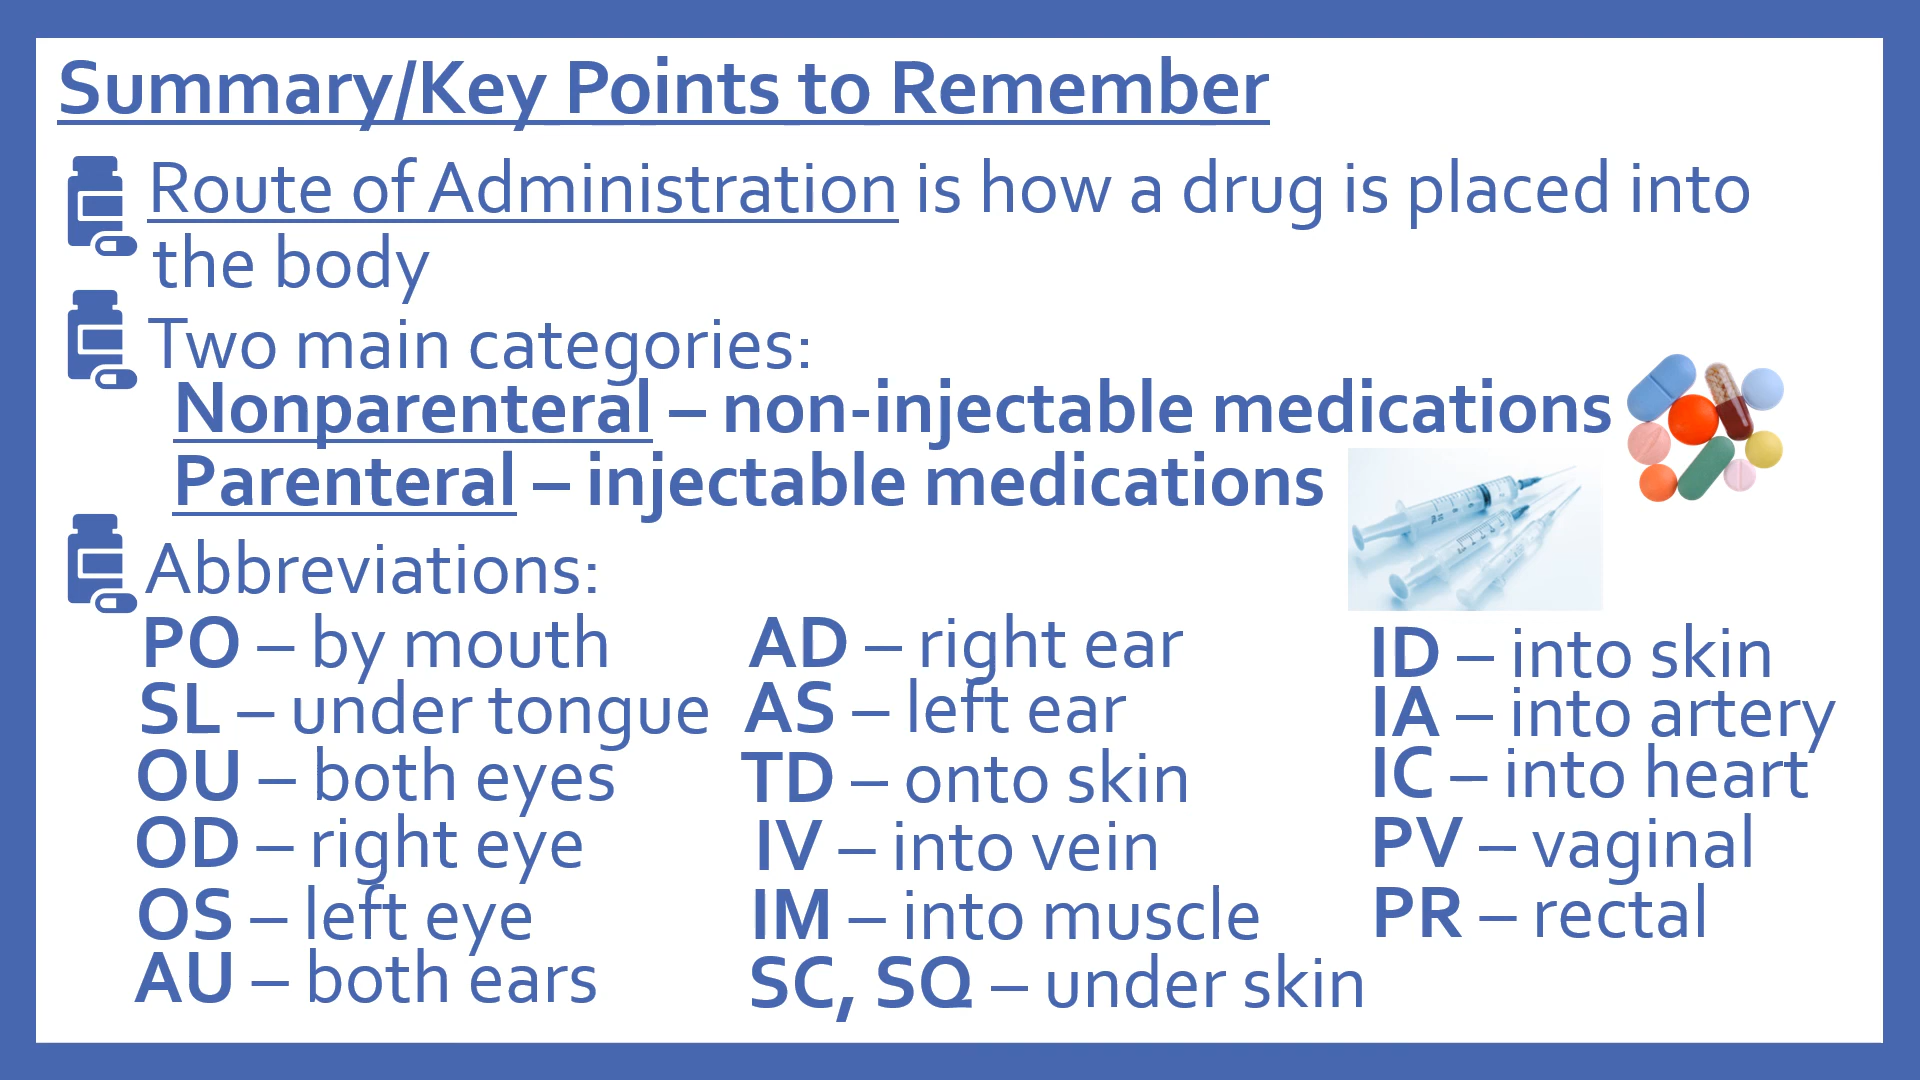 Summary/Key Points to Remember
Route of Administration is how a drug is placed into
the body
Two main categories:
Nonparenteral – non-injectable medications
Parenteral – injectable medications
Abbreviations:
PO – by mouth
SL – under tongue
OU – both eyes
OD – right eye
OS – left eye
AU – both ears
AD – right ear
AS – left ear
TD – onto skin
IV – into vein
IM – into muscle
SC, SQ – under skin
ID – into skin
IA – into artery
IC – into heart
PV – vaginal
PR – rectal